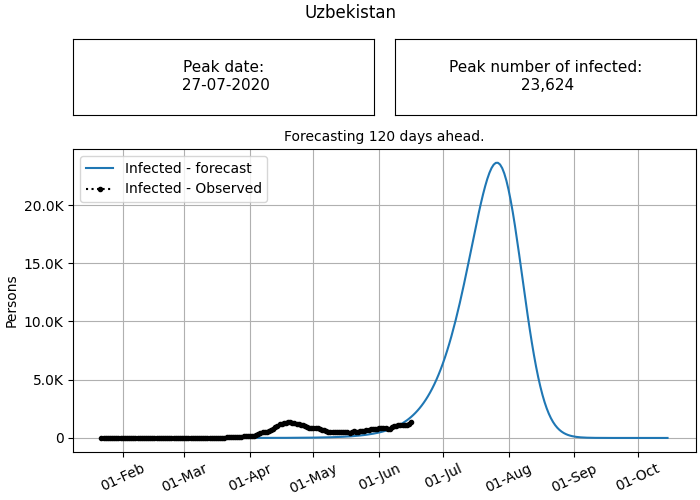 Uzbekistan
Peak date:
27-07-2020
Peak number of infected:
23,624
Forecasting 120 days ahead.
Infected - forecast
Infected - Observed
20.0K
15.0K
10.0K
5.0K
0
Persons
01-Feb
01-Mar
01-Apr
01-May
01-Jun
01-Jul
01-Aug
01-Sep
01-Oct